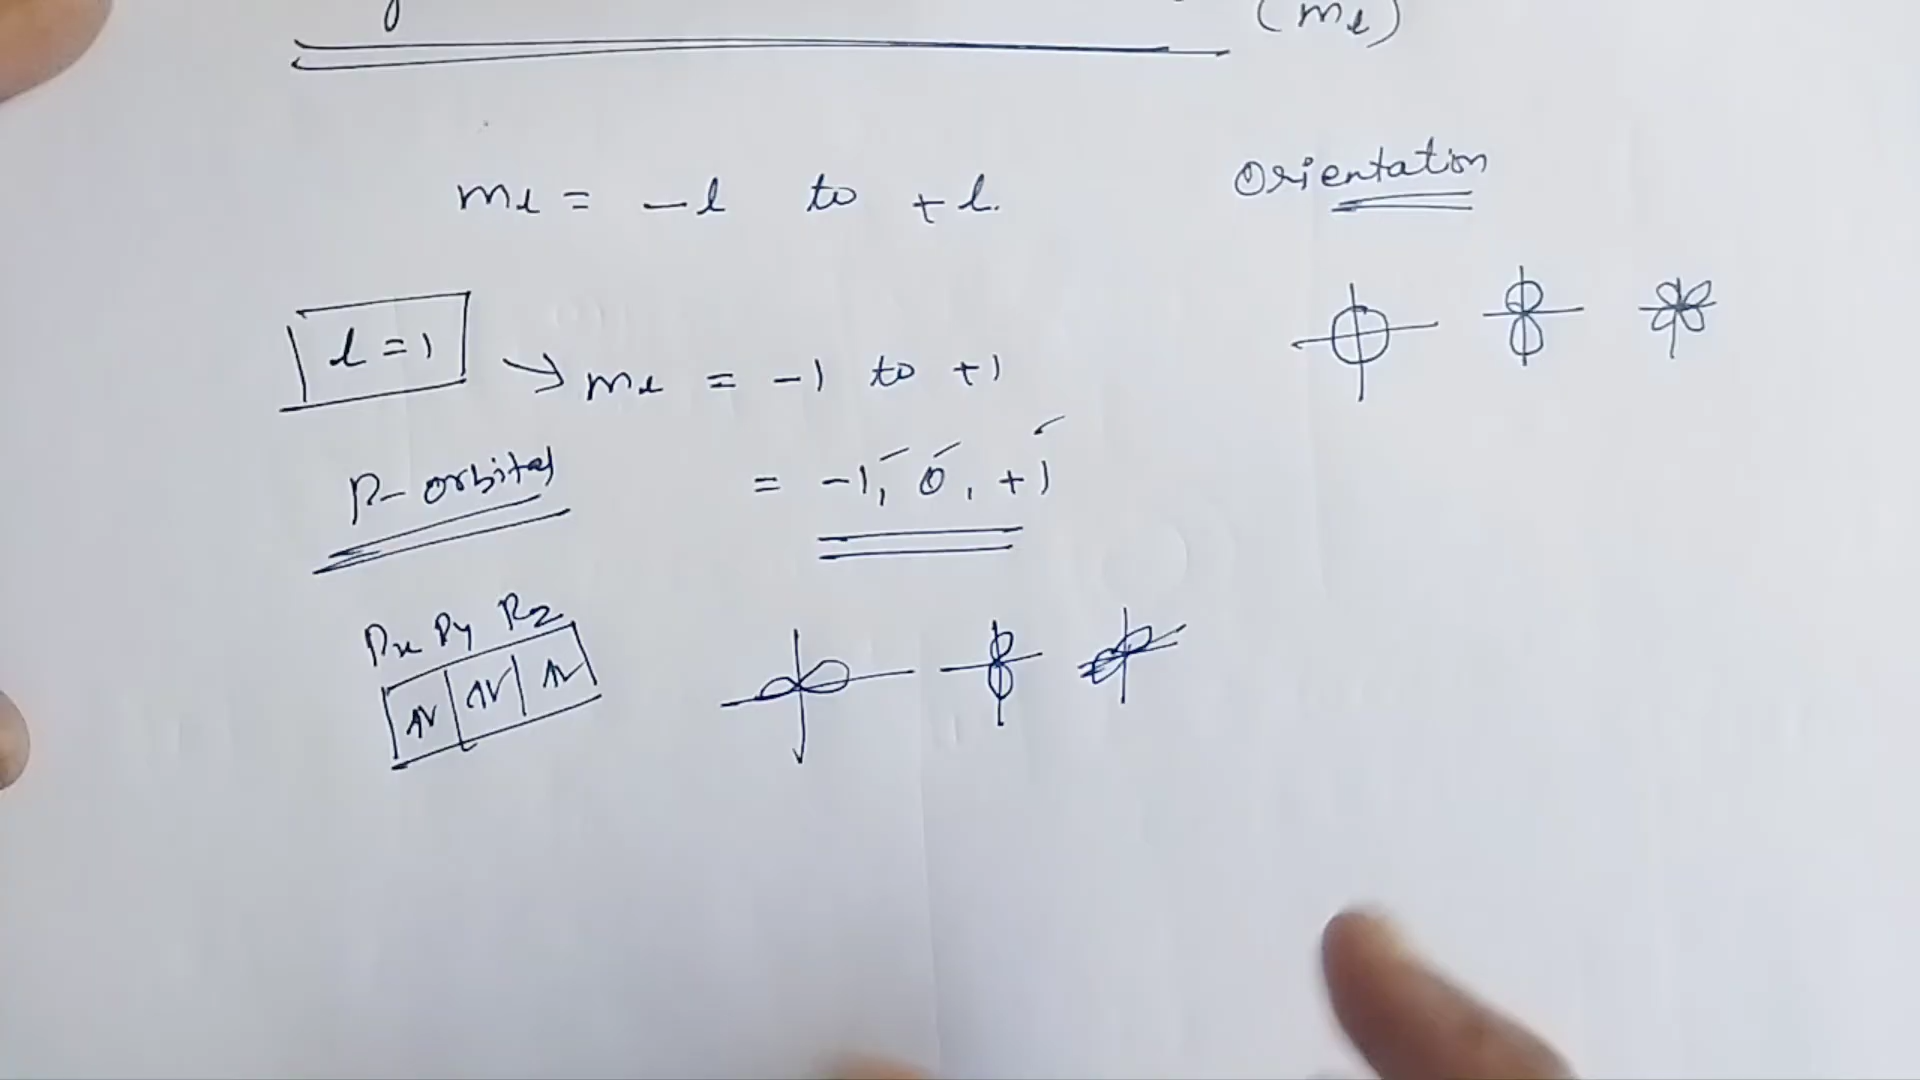 (ml)
ml = -l to +l.
Orientation
l = 1
→ ml = -1 to +1
P-orbital
= -1, 0, +1
Px Py Pz